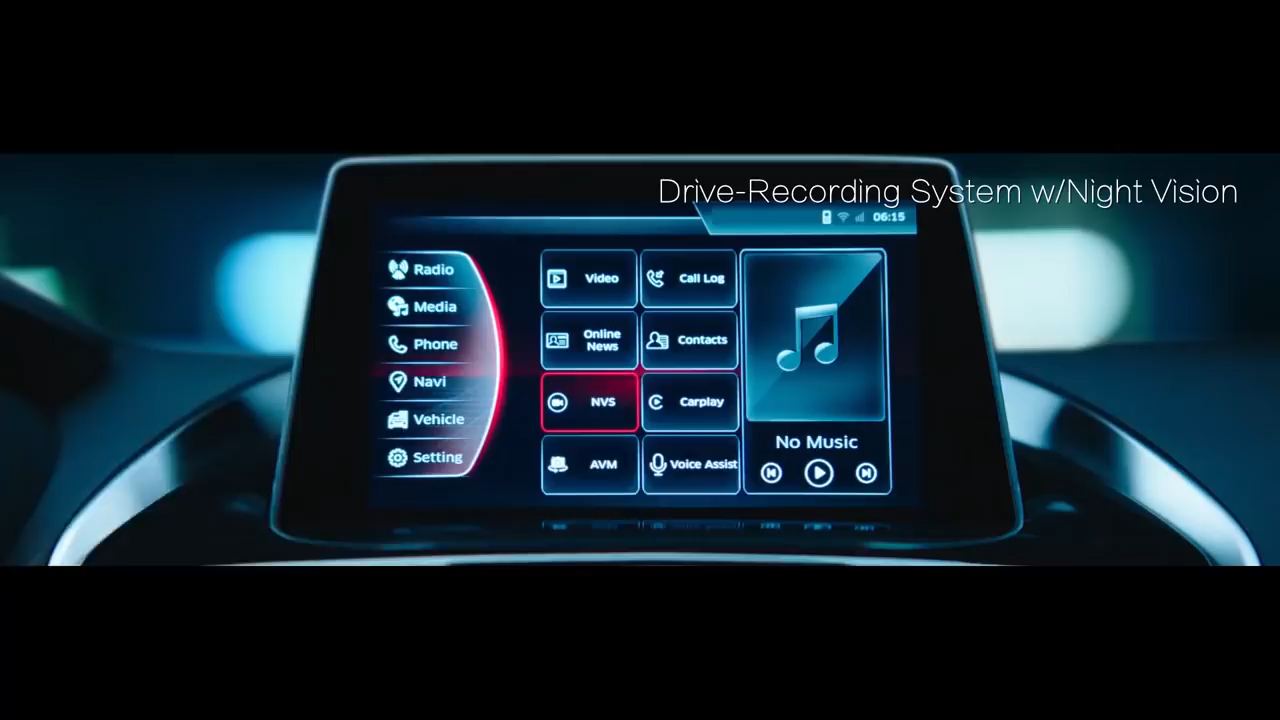 Drive-Recording System w/Night Vision
06:15
Radio
Media
Phone
Navi
Vehicle
Setting
Video
Call Log
Online
News
Contacts
NVS
Carplay
AVM
Voice Assist
No Music